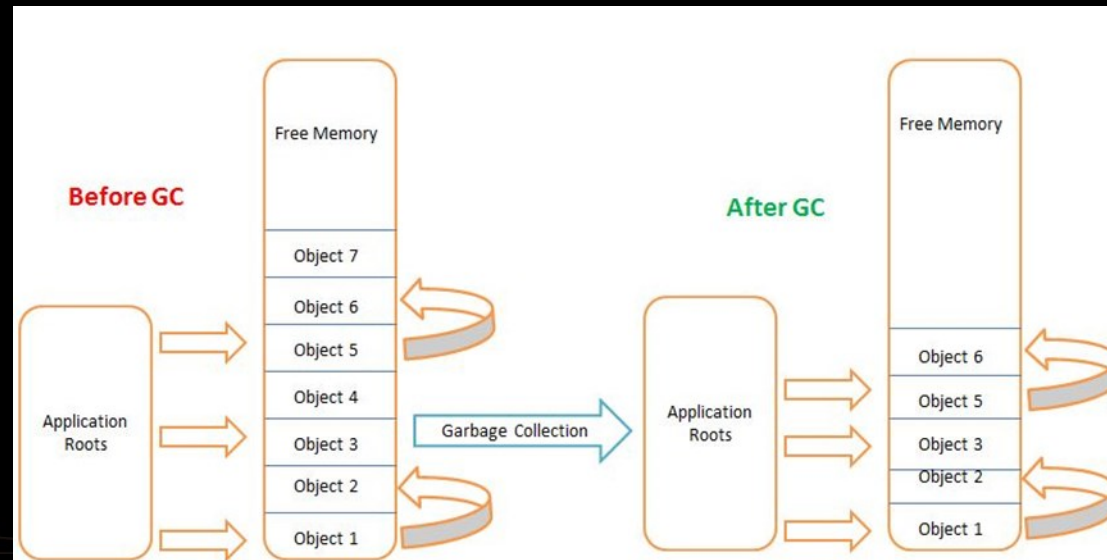 Before GC
Application
Roots
Free Memory
Object 7
Object 6
Object 5
Object 4
Object 3
Object 2
Object 1
Garbage Collection
After GC
Application
Roots
Free Memory
Object 6
Object 5
Object 3
Object 2
Object 1